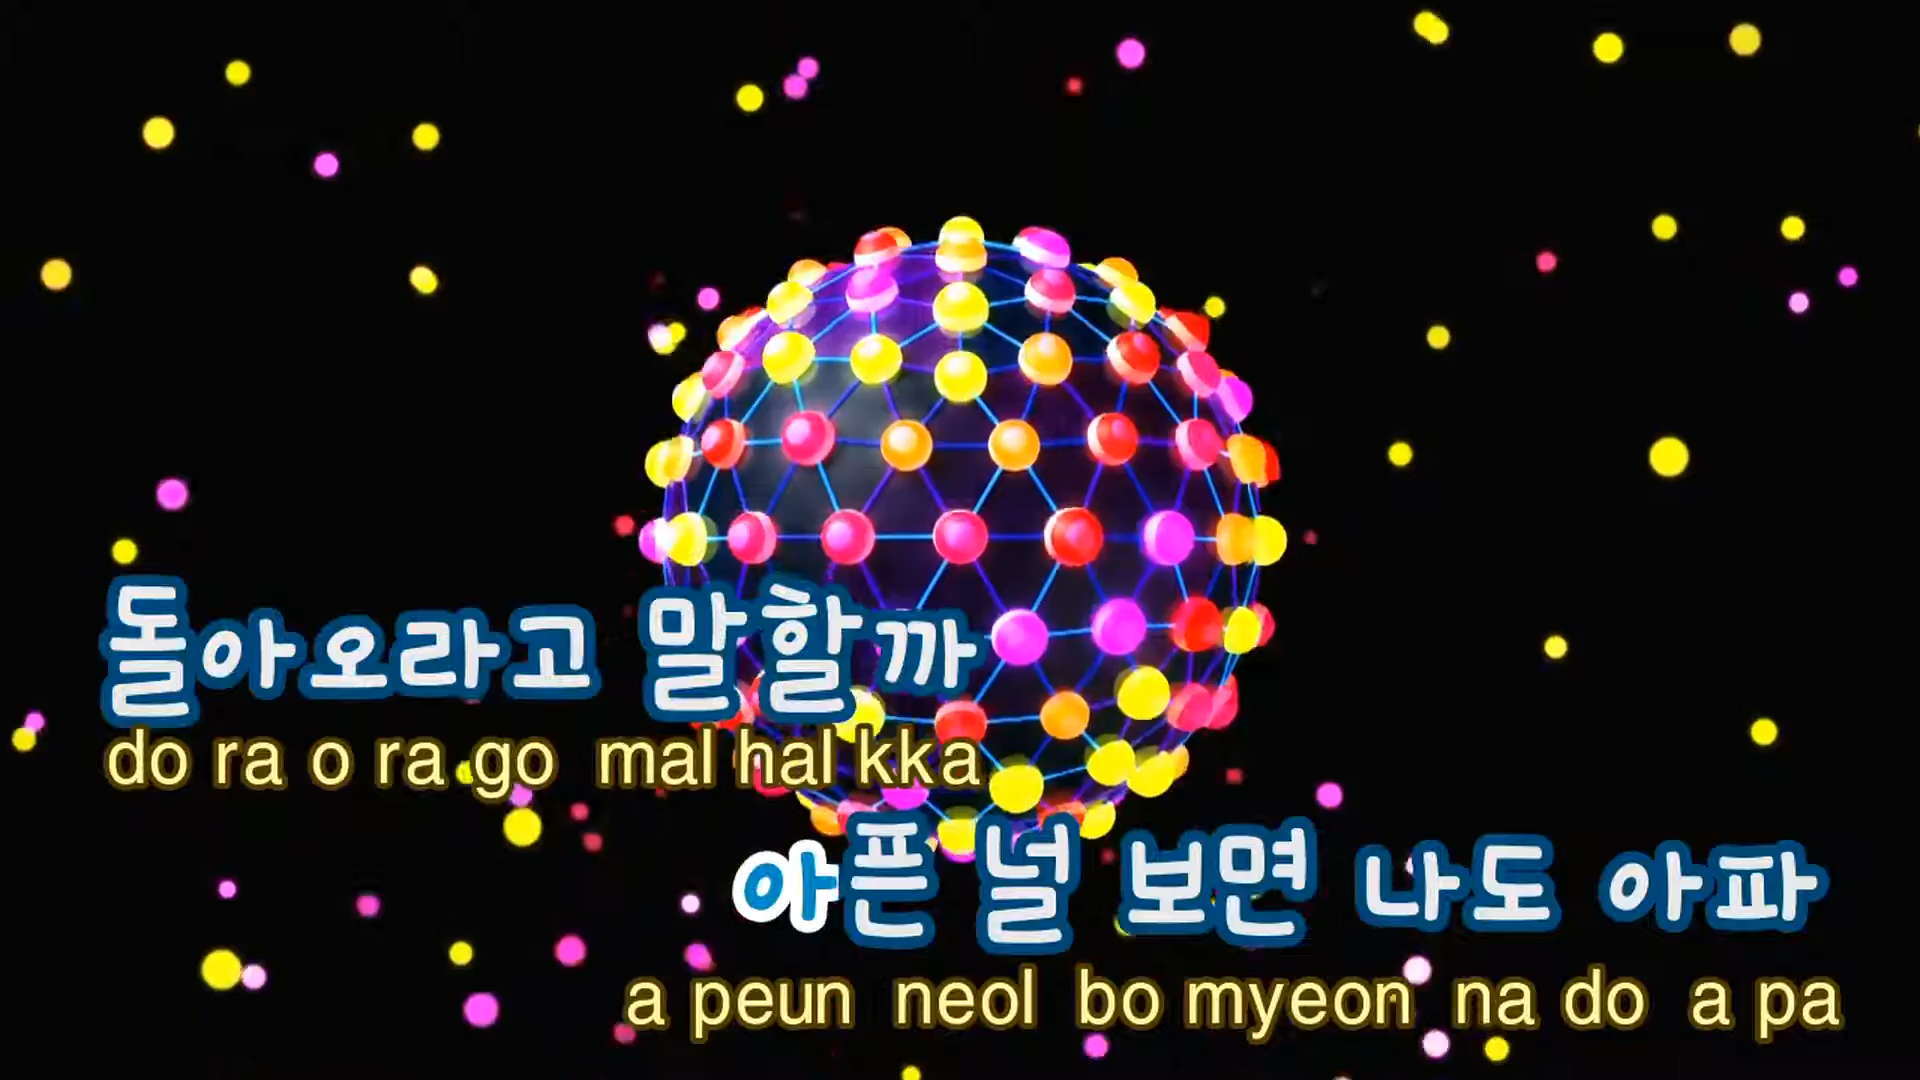 돌아오라고 말할까
do ra o ra go mal hal kka
아픈 널 보면 나도 아파
a peun neol bo myeon na do a pa